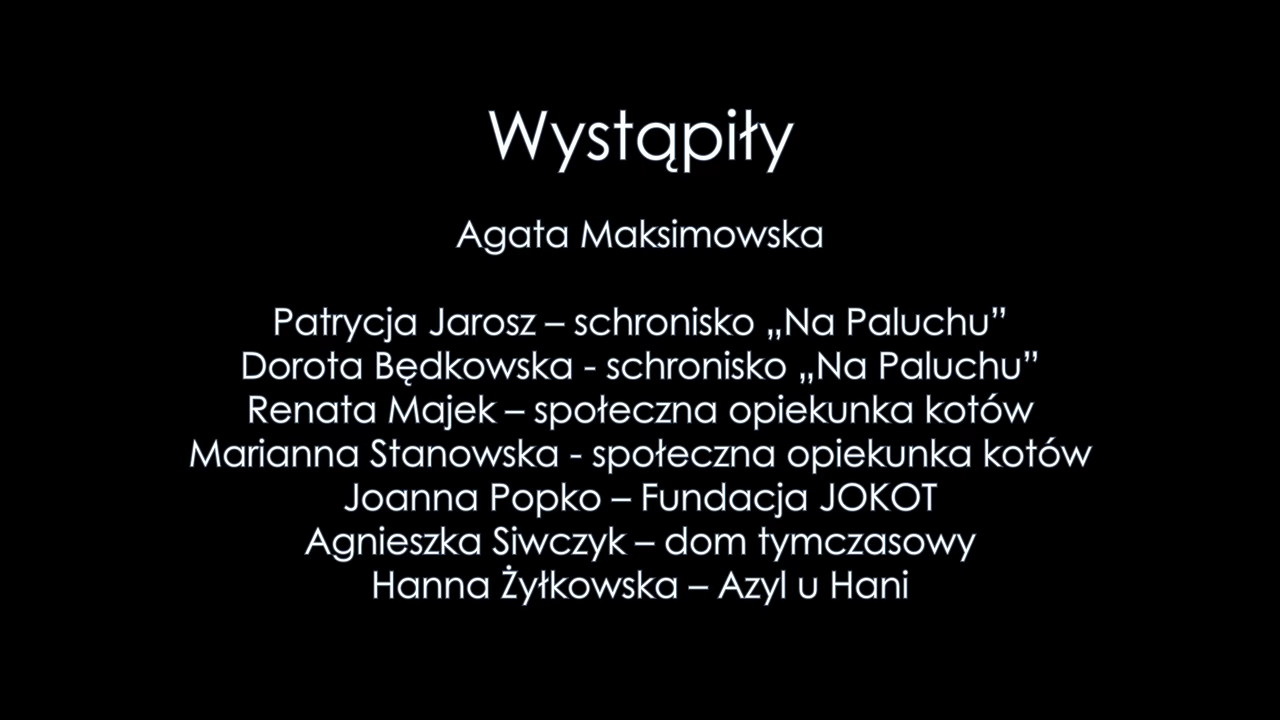 Wystąpiły
Agata Maksimowska
Patrycja Jarosz – schronisko „Na Paluchu”
Dorota Będkowska - schronisko „Na Paluchu”
Renata Majek – społeczna opiekunka kotów
Marianna Stanowska - społeczna opiekunka kotów
Joanna Popko – Fundacja JOKOT
Agnieszka Siwczyk – dom tymczasowy
Hanna Żyłkowska – Azyl u Hani